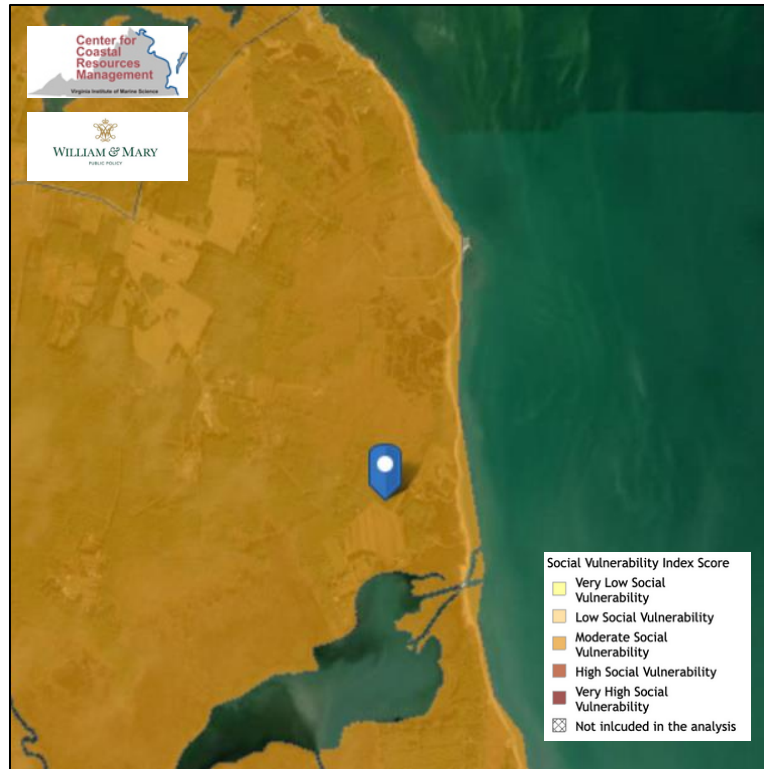 Center for
Coastal
Resources
Management
Virginia Institute of Marine Science
WILLIAM & MARY
PUBLIC POLICY
Social Vulnerability Index Score
Very Low Social
Vulnerability
Low Social Vulnerability
Moderate Social
Vulnerability
High Social Vulnerability
Very High Social
Vulnerability
Not inlcuded in the analysis